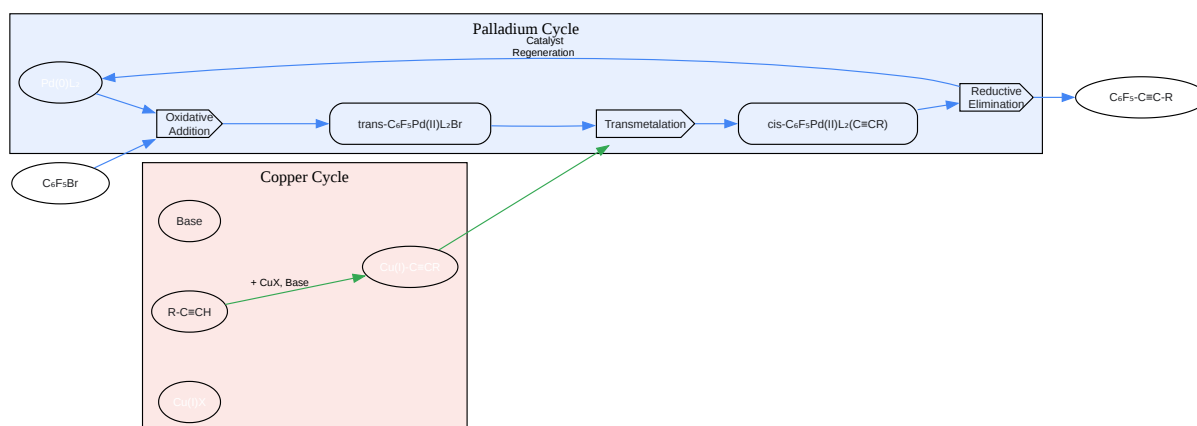 Palladium Cycle
Catalyst
Regeneration
Pd(0)L₂
Oxidative
Addition
trans-C₆F₅Pd(II)L₂Br
Transmetalation
cis-C₆F₅Pd(II)L₂(C≡CR)
Reductive
Elimination
C₆F₅-C≡C-R
C₆F₅Br
Copper Cycle
Base
Cu(I)-C≡CR
+ CuX, Base
R-C≡CH
Cu(I)X